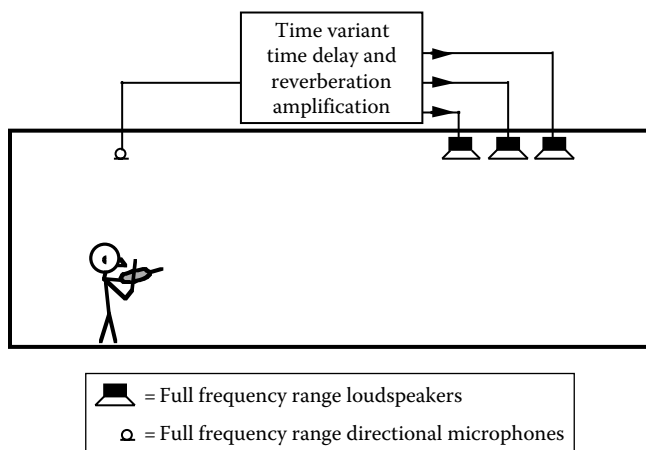 Time variant
time delay and
reverberation
amplification
= Full frequency range loudspeakers
= Full frequency range directional microphones